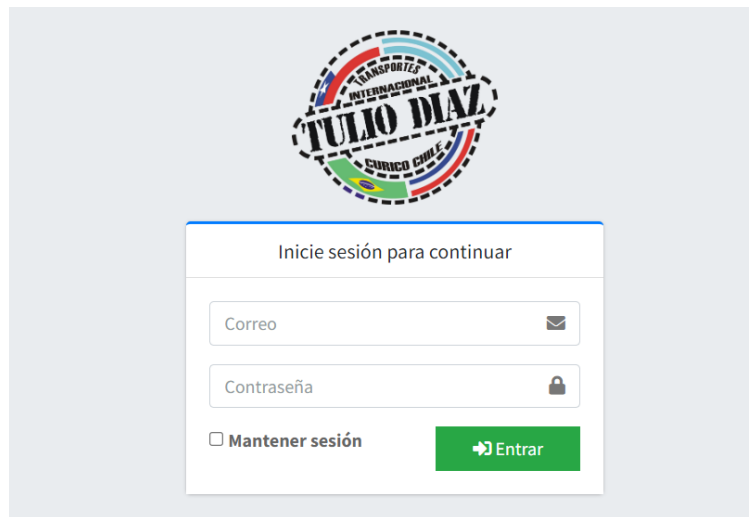 TRANSPORTES
INTERNACIONAL
TULIO DIAZ
CURICO CHILE
Inicie sesión para continuar
Correo
Contraseña
Mantener sesión
Entrar